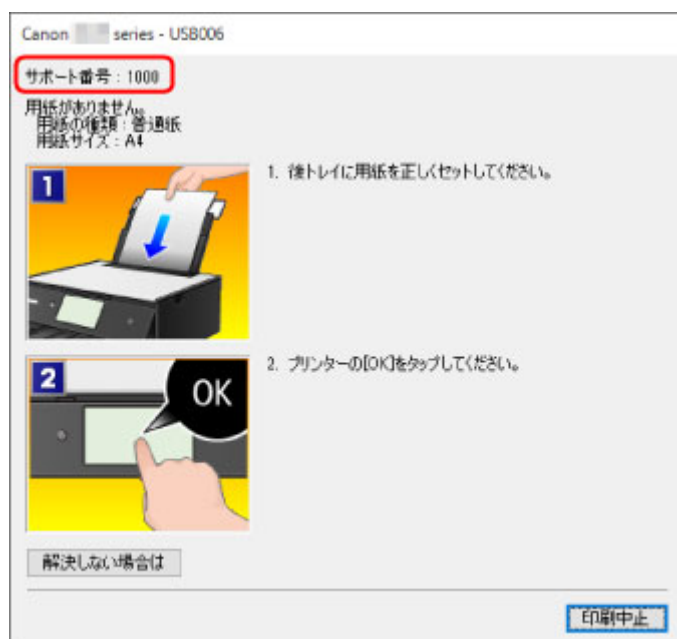 Canon series - USB006
サポート番号 : 1000
用紙がありません。
用紙の種類 : 普通紙
用紙サイズ : A4
1
1. 後トレイに用紙を正しくセットしてください。
2
OK
2. プリンターの[OK]をタップしてください。
解決しない場合は
印刷中止